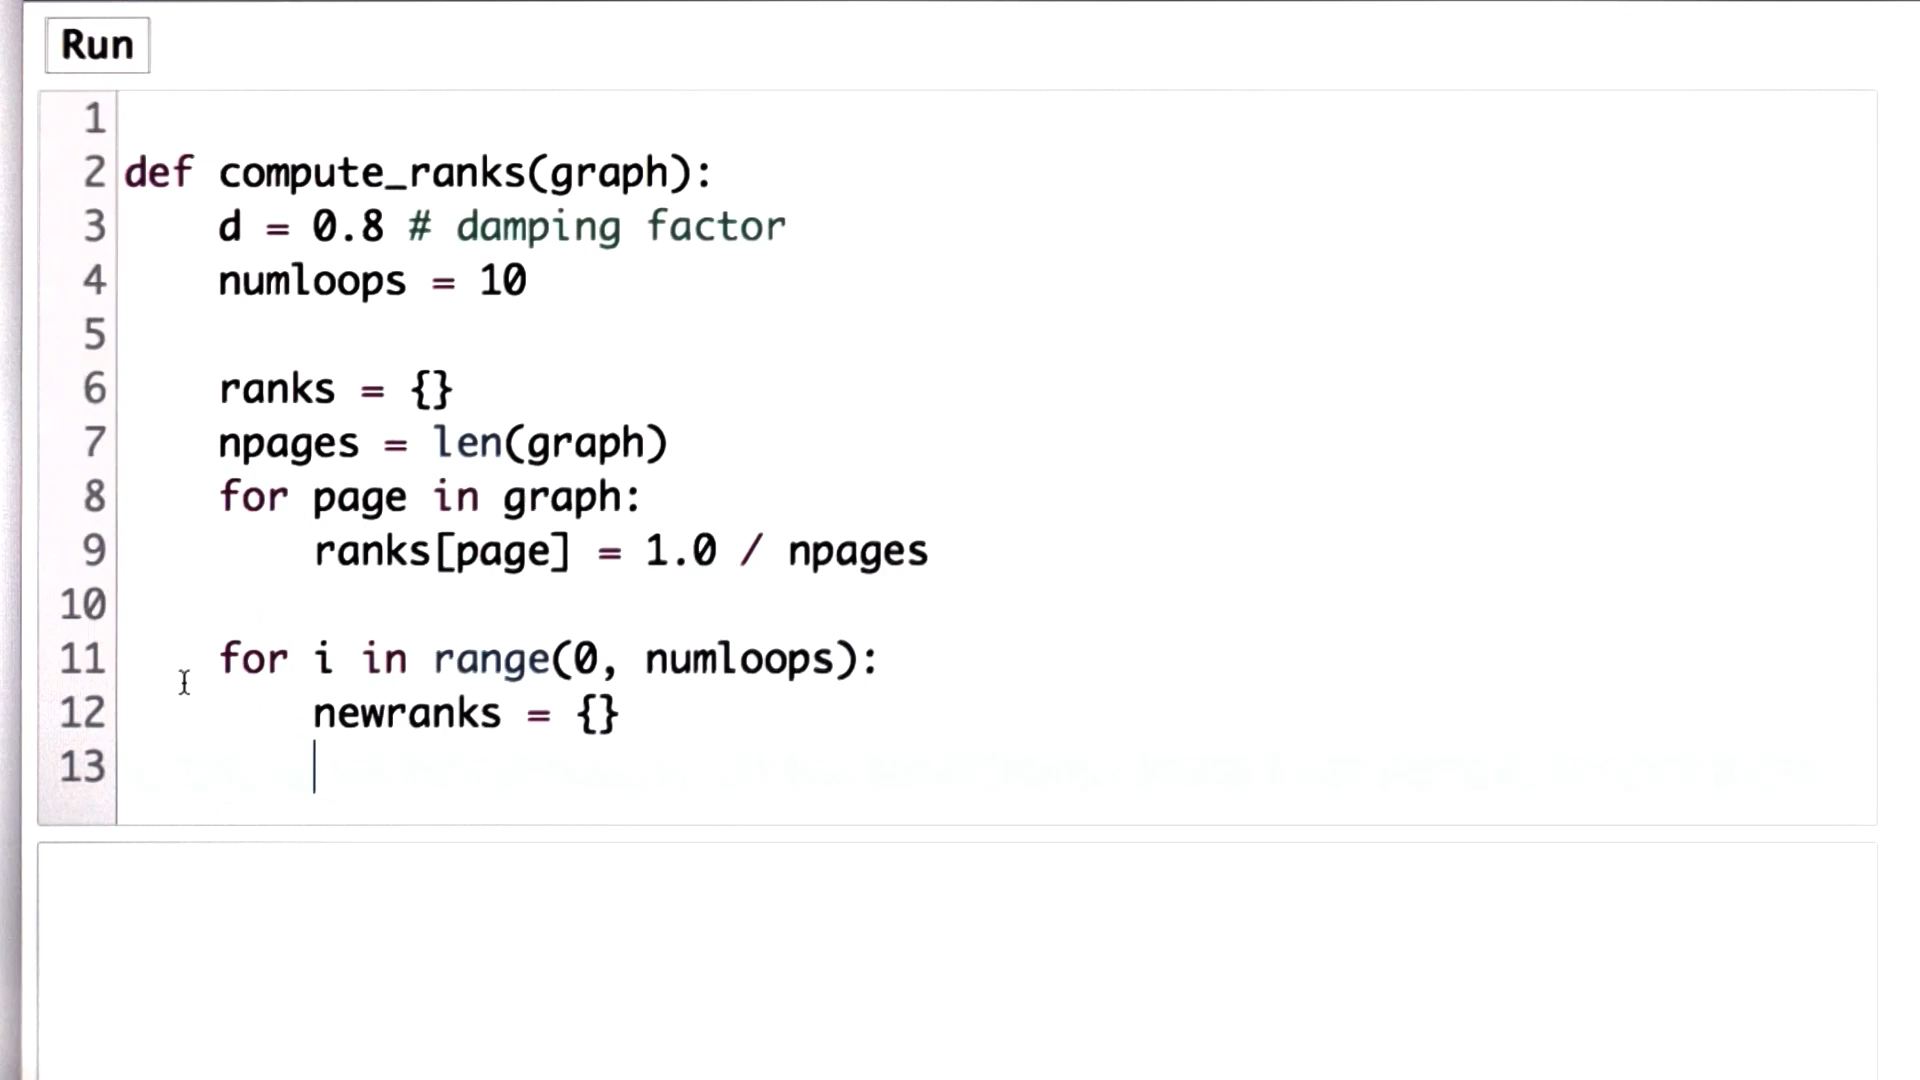 Run
1
2 def compute_ranks(graph):
3     d = 0.8 # damping factor
4     numloops = 10
5
6     ranks = {}
7     npages = len(graph)
8     for page in graph:
9         ranks[page] = 1.0 / npages
10
11     for i in range(0, numloops):
12         newranks = {}
13